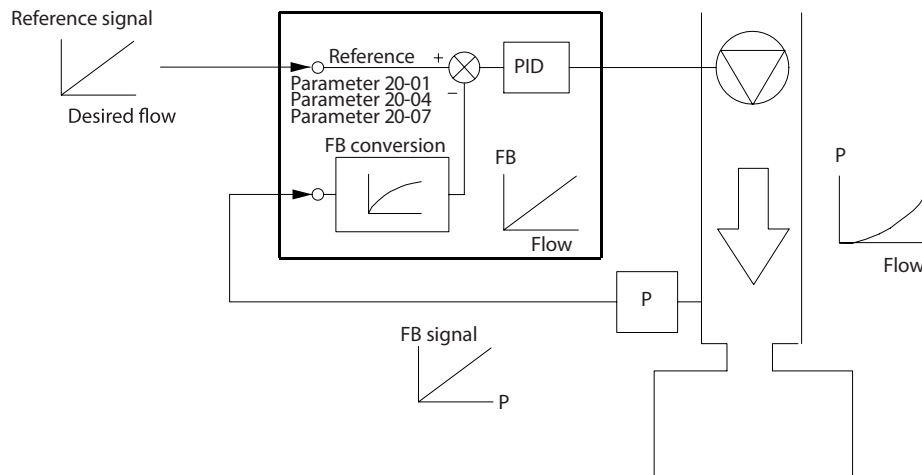 Reference signal
Desired flow
Reference
+
−
PID
Parameter 20-01
Parameter 20-04
Parameter 20-07
FB conversion
FB
Flow
P
Flow
P
FB signal
P